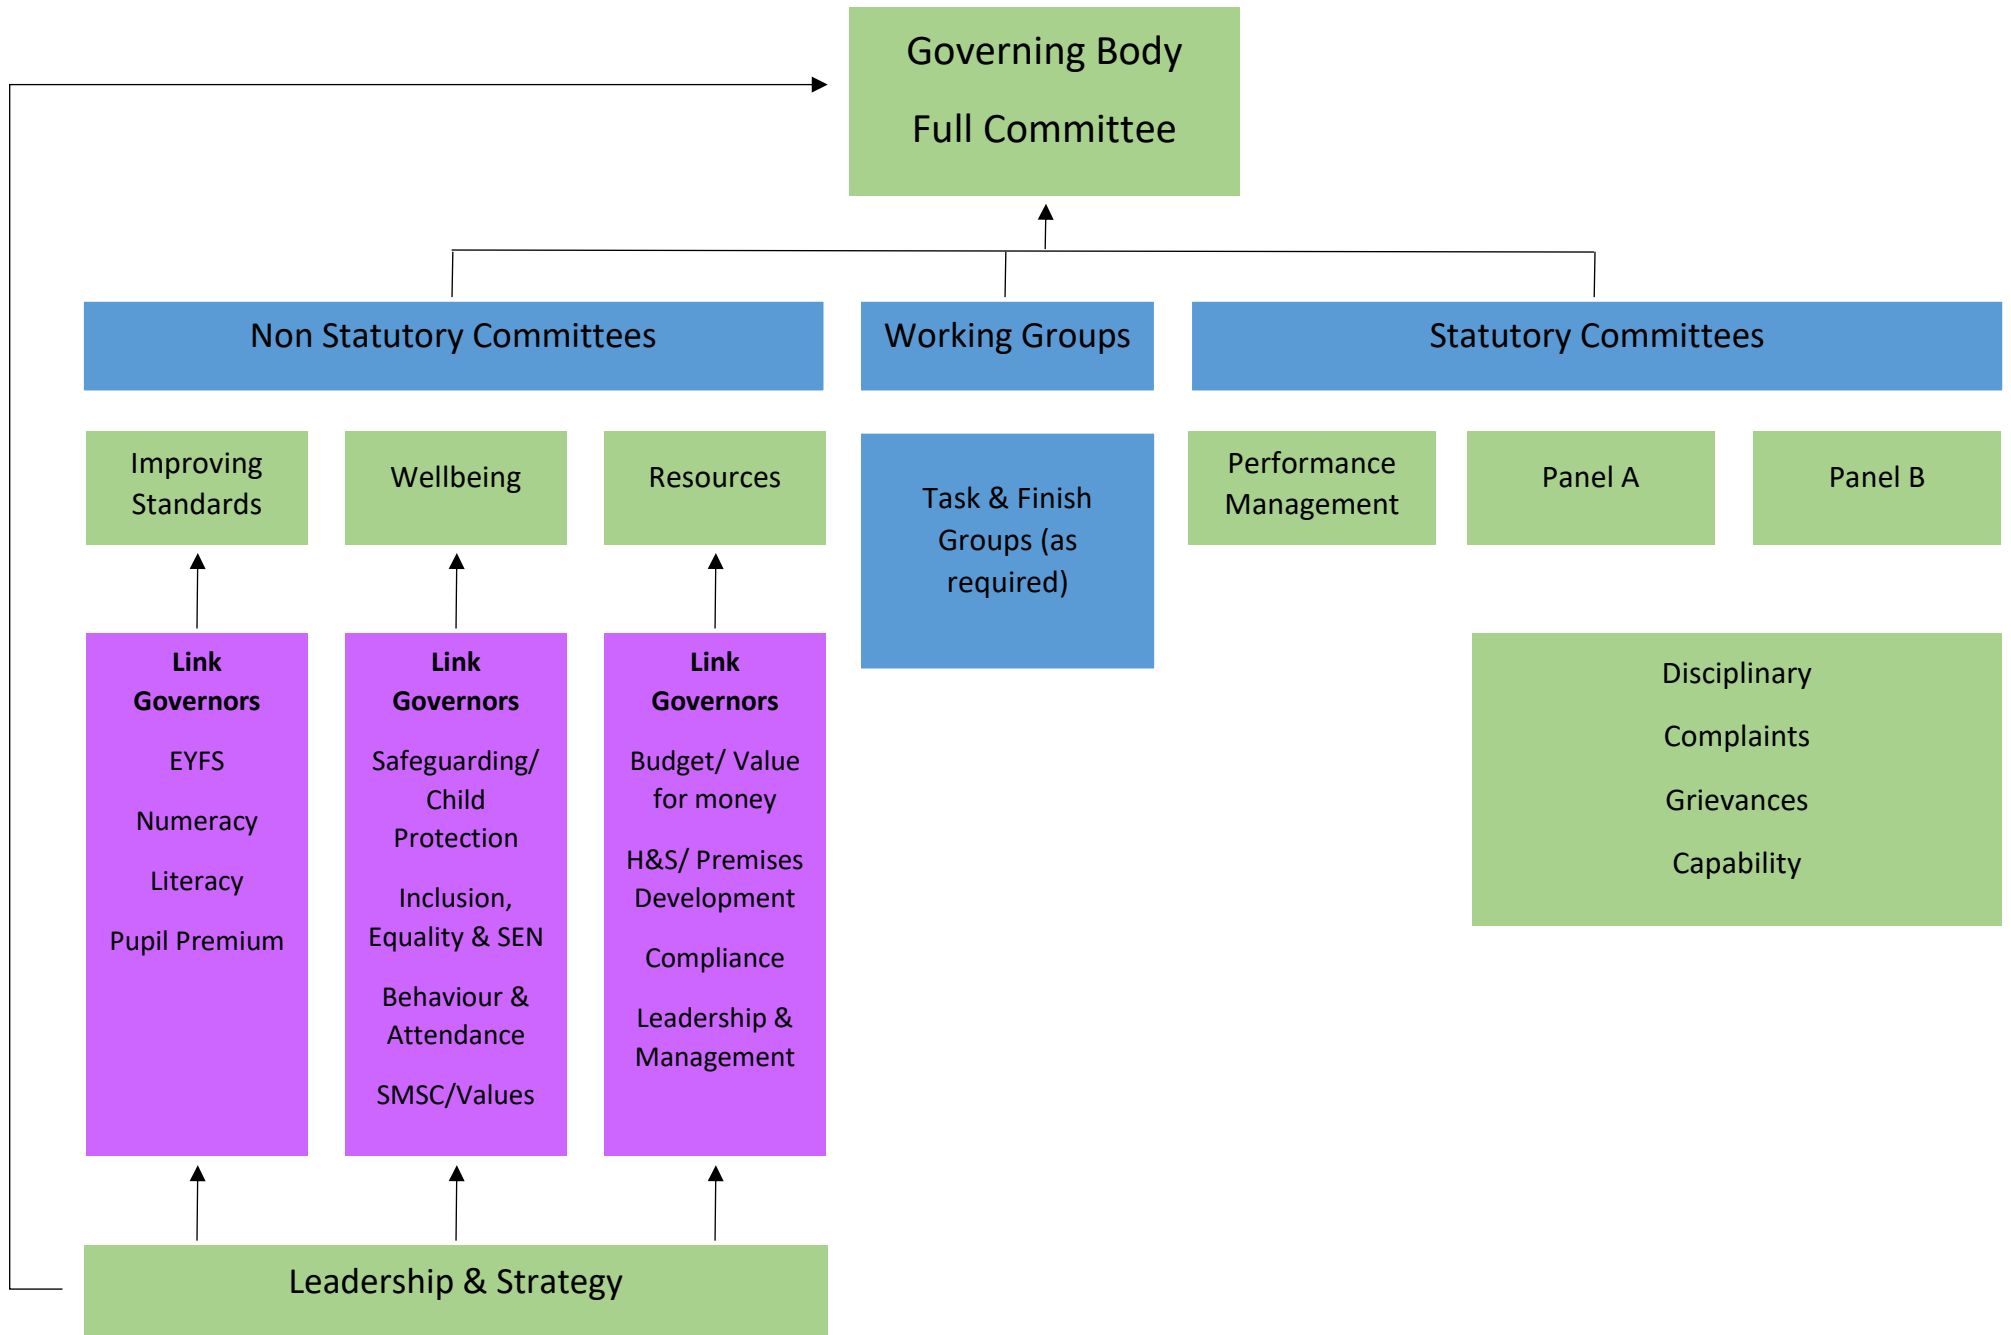 Governing Body
Full Committee
Non Statutory Committees
Working Groups
Statutory Committees
Improving
Standards
Wellbeing
Resources
Task & Finish
Groups (as
required)
Performance
Management
Panel A
Panel B
Link
Governors
EYFS
Numeracy
Literacy
Pupil Premium
Link
Governors
Safeguarding/
Child
Protection
Inclusion,
Equality & SEN
Behaviour &
Attendance
SMSC/Values
Link
Governors
Budget/ Value
for money
H&S/ Premises
Development
Compliance
Leadership &
Management
Disciplinary
Complaints
Grievances
Capability
Leadership & Strategy